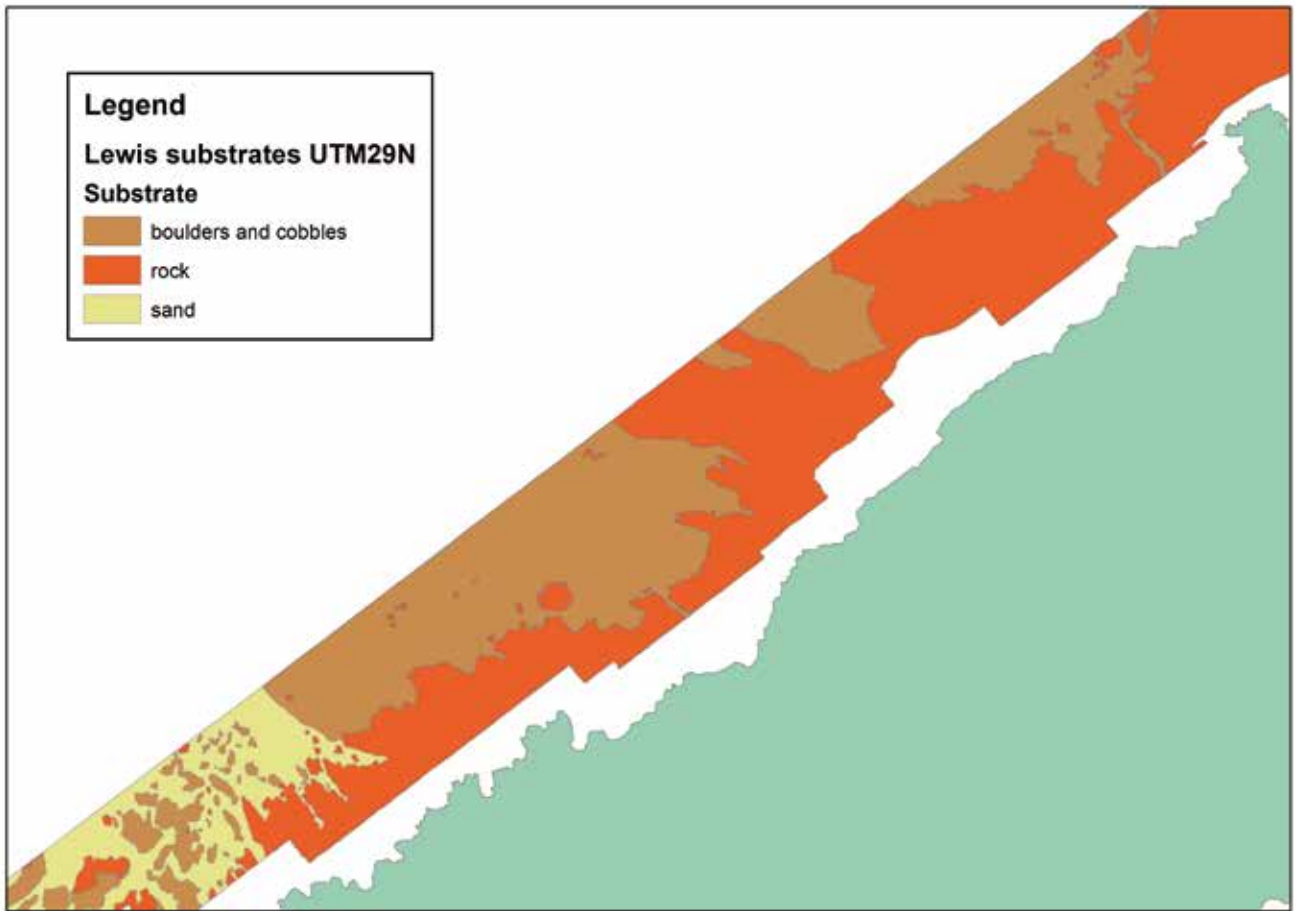 Legend
Lewis substrates UTM29N
Substrate
boulders and cobbles
rock
sand